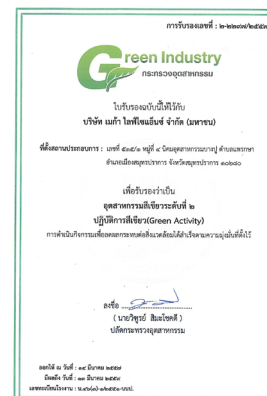 การรับรองเลขที่ : ๒-๒๒๓๗/๒๕๕๗
Green Industry
กระทรวงอุตสาหกรรม
ใบรับรองฉบับนี้ให้ไว้กับ
บริษัท เมก้า ไลฟ์ไซแอ็นซ์ จำกัด (มหาชน)
ที่ตั้งสถานประกอบการ : เลขที่ ๕๑๕/๑ หมู่ที่ ๔ นิคมอุตสาหกรรมบางปู ตำบลแพรกษา
อำเภอเมืองสมุทรปราการ จังหวัดสมุทรปราการ ๑๐๒๘๐
เพื่อรับรองว่าเป็น
อุตสาหกรรมสีเขียวระดับที่ ๒
ปฏิบัติการสีเขียว(Green Activity)
การดำเนินกิจกรรมเพื่อลดผลกระทบต่อสิ่งแวดล้อมได้สำเร็จตามความมุ่งมั่นที่ตั้งไว้
ลงชื่อ
( นายวิฑูรย์ สิมะโชคดี )
ปลัดกระทรวงอุตสาหกรรม
ออกให้ ณ วันที่ : ๑๔ มีนาคม ๒๕๕๗
มีผลถึง วันที่ : ๑๓ มีนาคม
เลขทะเบียนโรงงาน :